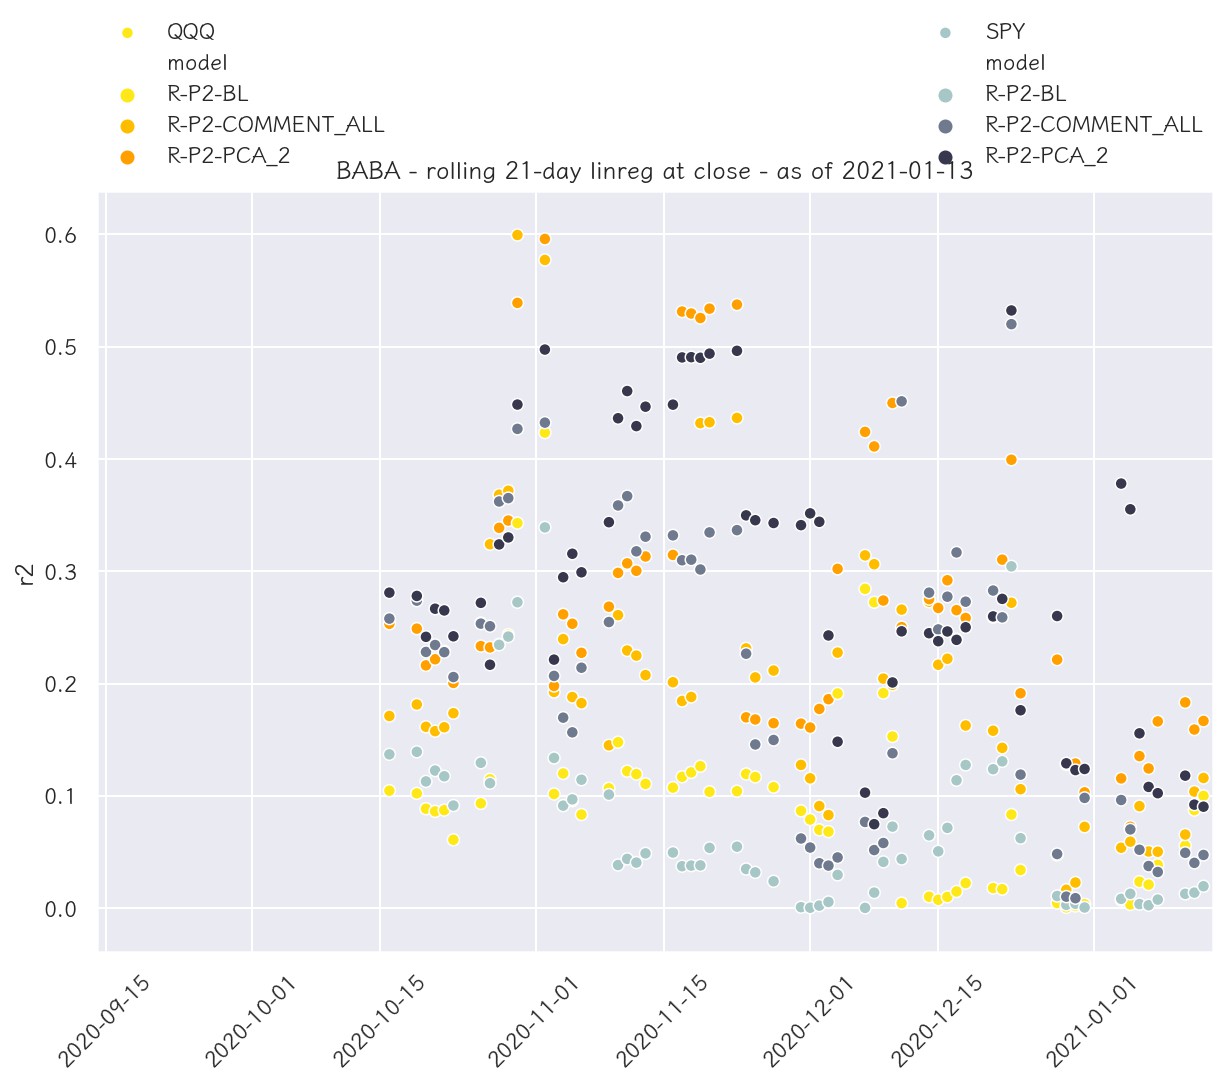 QQQ
model
R-P2-BL
R-P2-COMMENT_ALL
R-P2-PCA_2
SPY
model
R-P2-BL
R-P2-COMMENT_ALL
R-P2-PCA_2
BABA - rolling 21-day linreg at close - as of 2021-01-13
r2
0.6
0.5
0.4
0.3
0.2
0.1
0.0
2020-09-15
2020-10-01
2020-10-15
2020-11-01
2020-11-15
2020-12-01
2020-12-15
2021-01-01